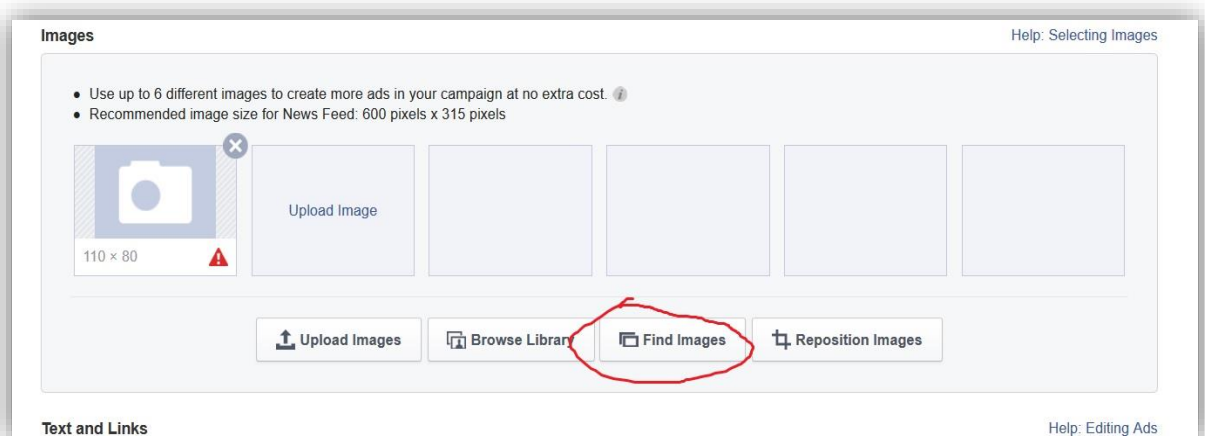 Images Help: Selecting Images
Use up to 6 different images to create more ads in your campaign at no extra cost. i
Recommended image size for News Feed: 600 pixels x 315 pixels
Upload Image
110 × 80
Upload Images Browse Library Find Images Reposition Images
Text and Links Help: Editing Ads